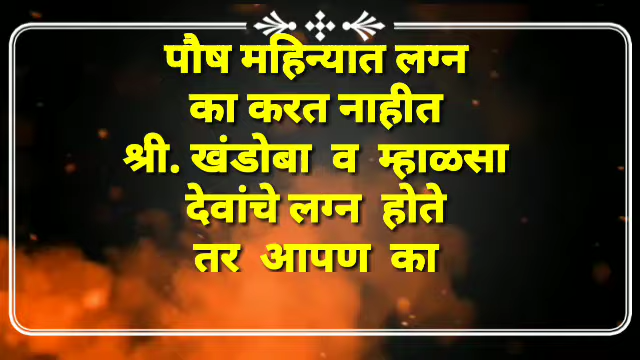 पौष महिन्यात लग्न
का करत नाहीत
श्री. खंडोबा व म्हाळसा
देवांचे लग्न होते
तर आपण का